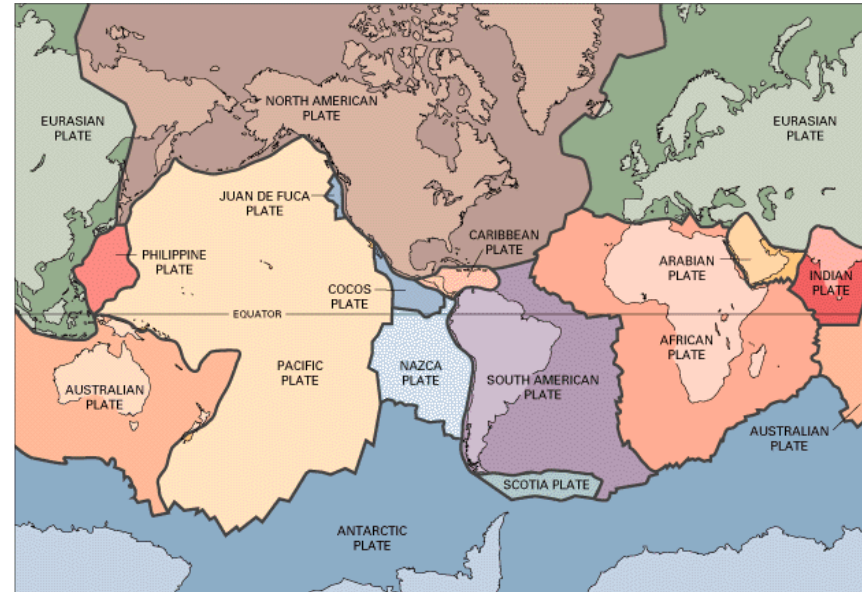 NORTH AMERICAN
PLATE
EURASIAN
PLATE
EURASIAN
PLATE
JUAN DE FUCA
PLATE
CARIBBEAN
PLATE
PHILIPPINE
PLATE
ARABIAN
PLATE
INDIAN
PLATE
COCOS
PLATE
EQUATOR
AFRICAN
PLATE
PACIFIC
PLATE
NAZCA
PLATE
SOUTH AMERICAN
PLATE
AUSTRALIAN
PLATE
AUSTRALIAN
PLATE
SCOTIA PLATE
ANTARCTIC
PLATE